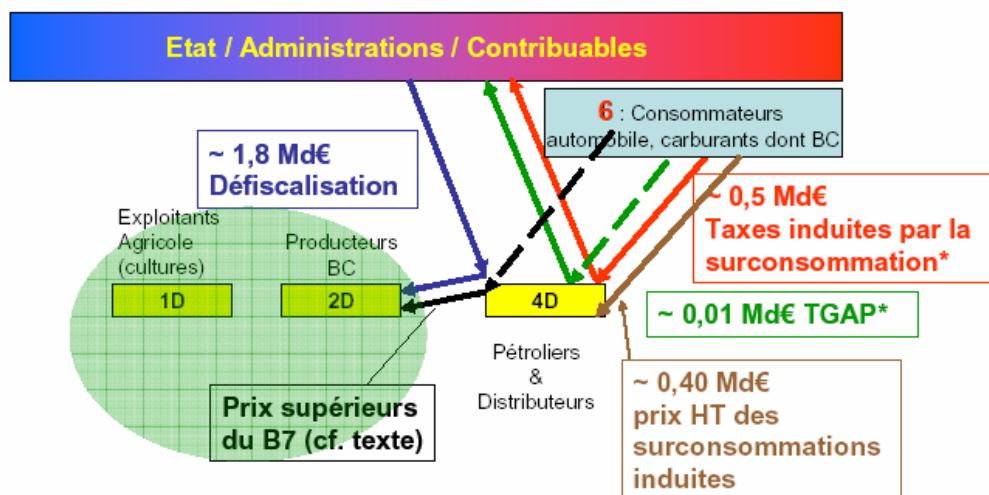 Etat / Administrations / Contribuables
6 : Consommateurs
automobile, carburants dont BC
~ 1,8 Md€
Défiscalisation
~ 0,5 Md€
Taxes induites par la
surconsommation*
Exploitants
Agricole
(cultures)
Producteurs
BC
1D
2D
4D
~ 0,01 Md€ TGAP*
Pétroliers
&
Distributeurs
Prix supérieurs
du B7 (cf. texte)
~ 0,40 Md€
prix HT des
surconsommations
induites